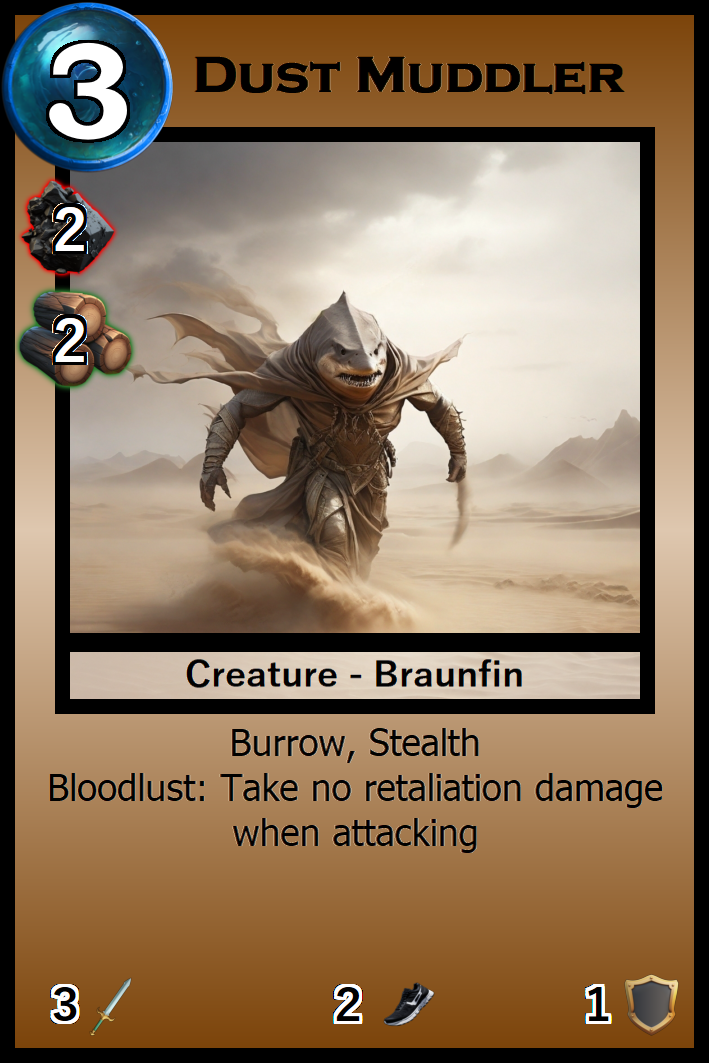 3
Dust Muddler
2
2
Creature - Braunfin
Burrow, Stealth
Bloodlust: Take no retaliation damage
when attacking
3 2 1